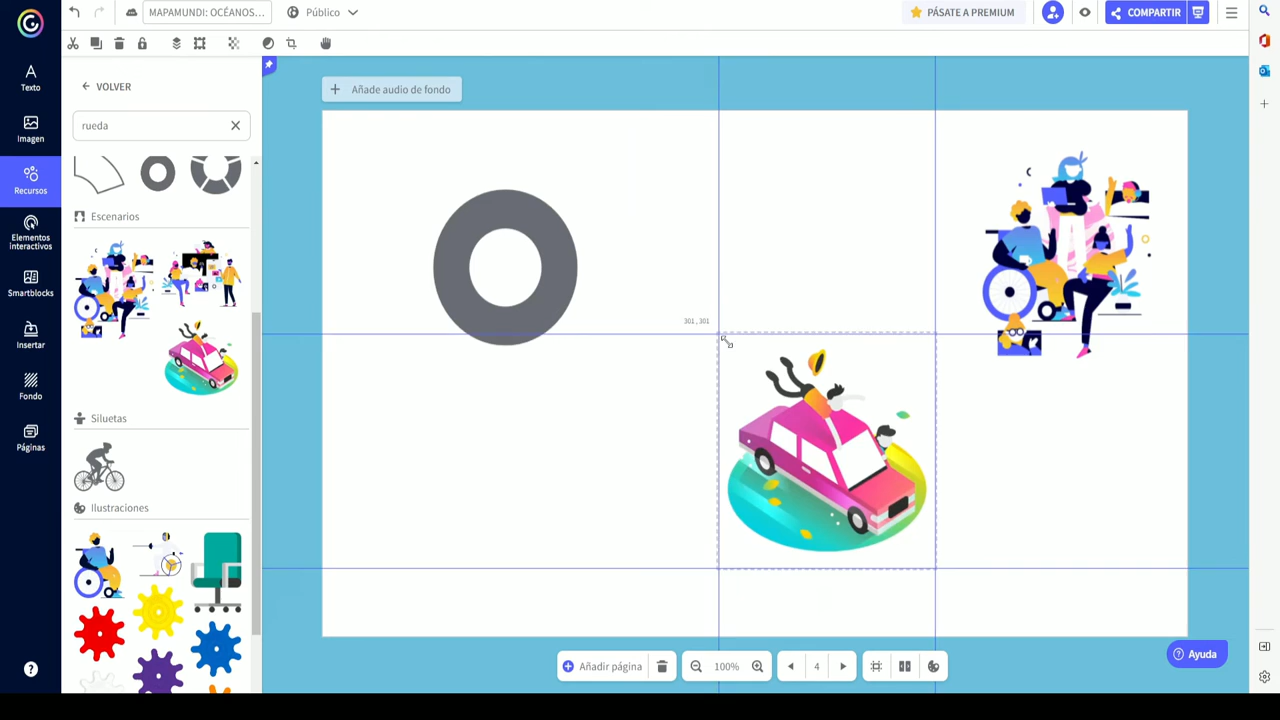 MAPAMUNDI: OCÉANOS...
Público
PÁSATE A PREMIUM
COMPARTIR
Texto
Imagen
Recursos
Elementos
interactivos
Smartblocks
Insertar
Fondo
Páginas
VOLVER
rueda
Escenarios
Siluetas
Ilustraciones
Añade audio de fondo
301 , 301
Añadir página
100%
4
Ayuda